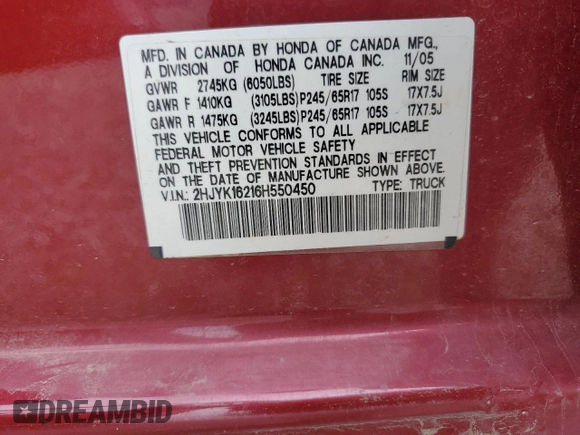 MFD. IN CANADA BY HONDA OF CANADA MFG.,
A DIVISION OF HONDA CANADA INC. 11/05
GVWR 2745KG (6050LBS) TIRE SIZE RIM SIZE
GAWR F 1410KG (3105LBS)P245/65R17 105S 17X7.5J
GAWR R 1475KG (3245LBS)P245/65R17 105S 17X7.5J
THIS VEHICLE CONFORMS TO ALL APPLICABLE
FEDERAL MOTOR VEHICLE SAFETY
AND THEFT PREVENTION STANDARDS IN EFFECT
ON THE DATE OF MANUFACTURE SHOWN ABOVE.
V.I.N.: 2HJYK16216H550450 TYPE: TRUCK
DREAMBID